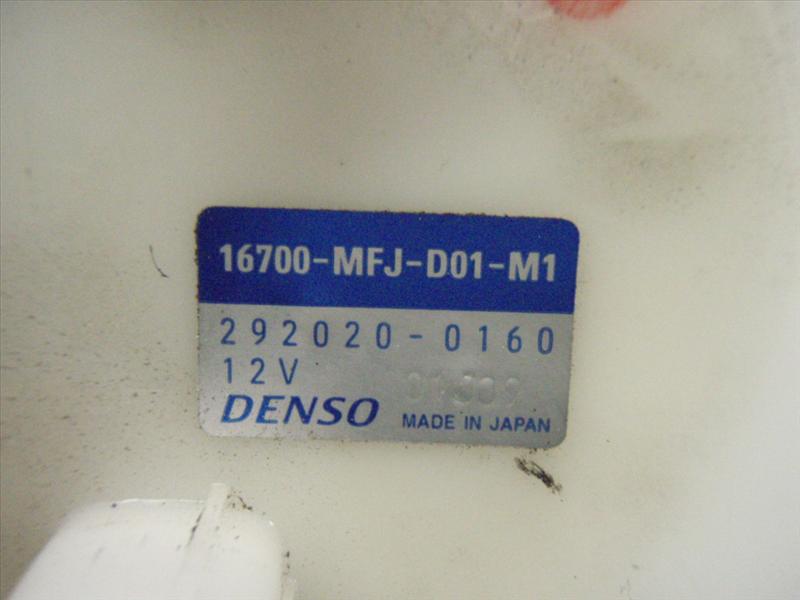 16700-MFJ-D01-M1
292020-0160
12V
DENSO MADE IN JAPAN